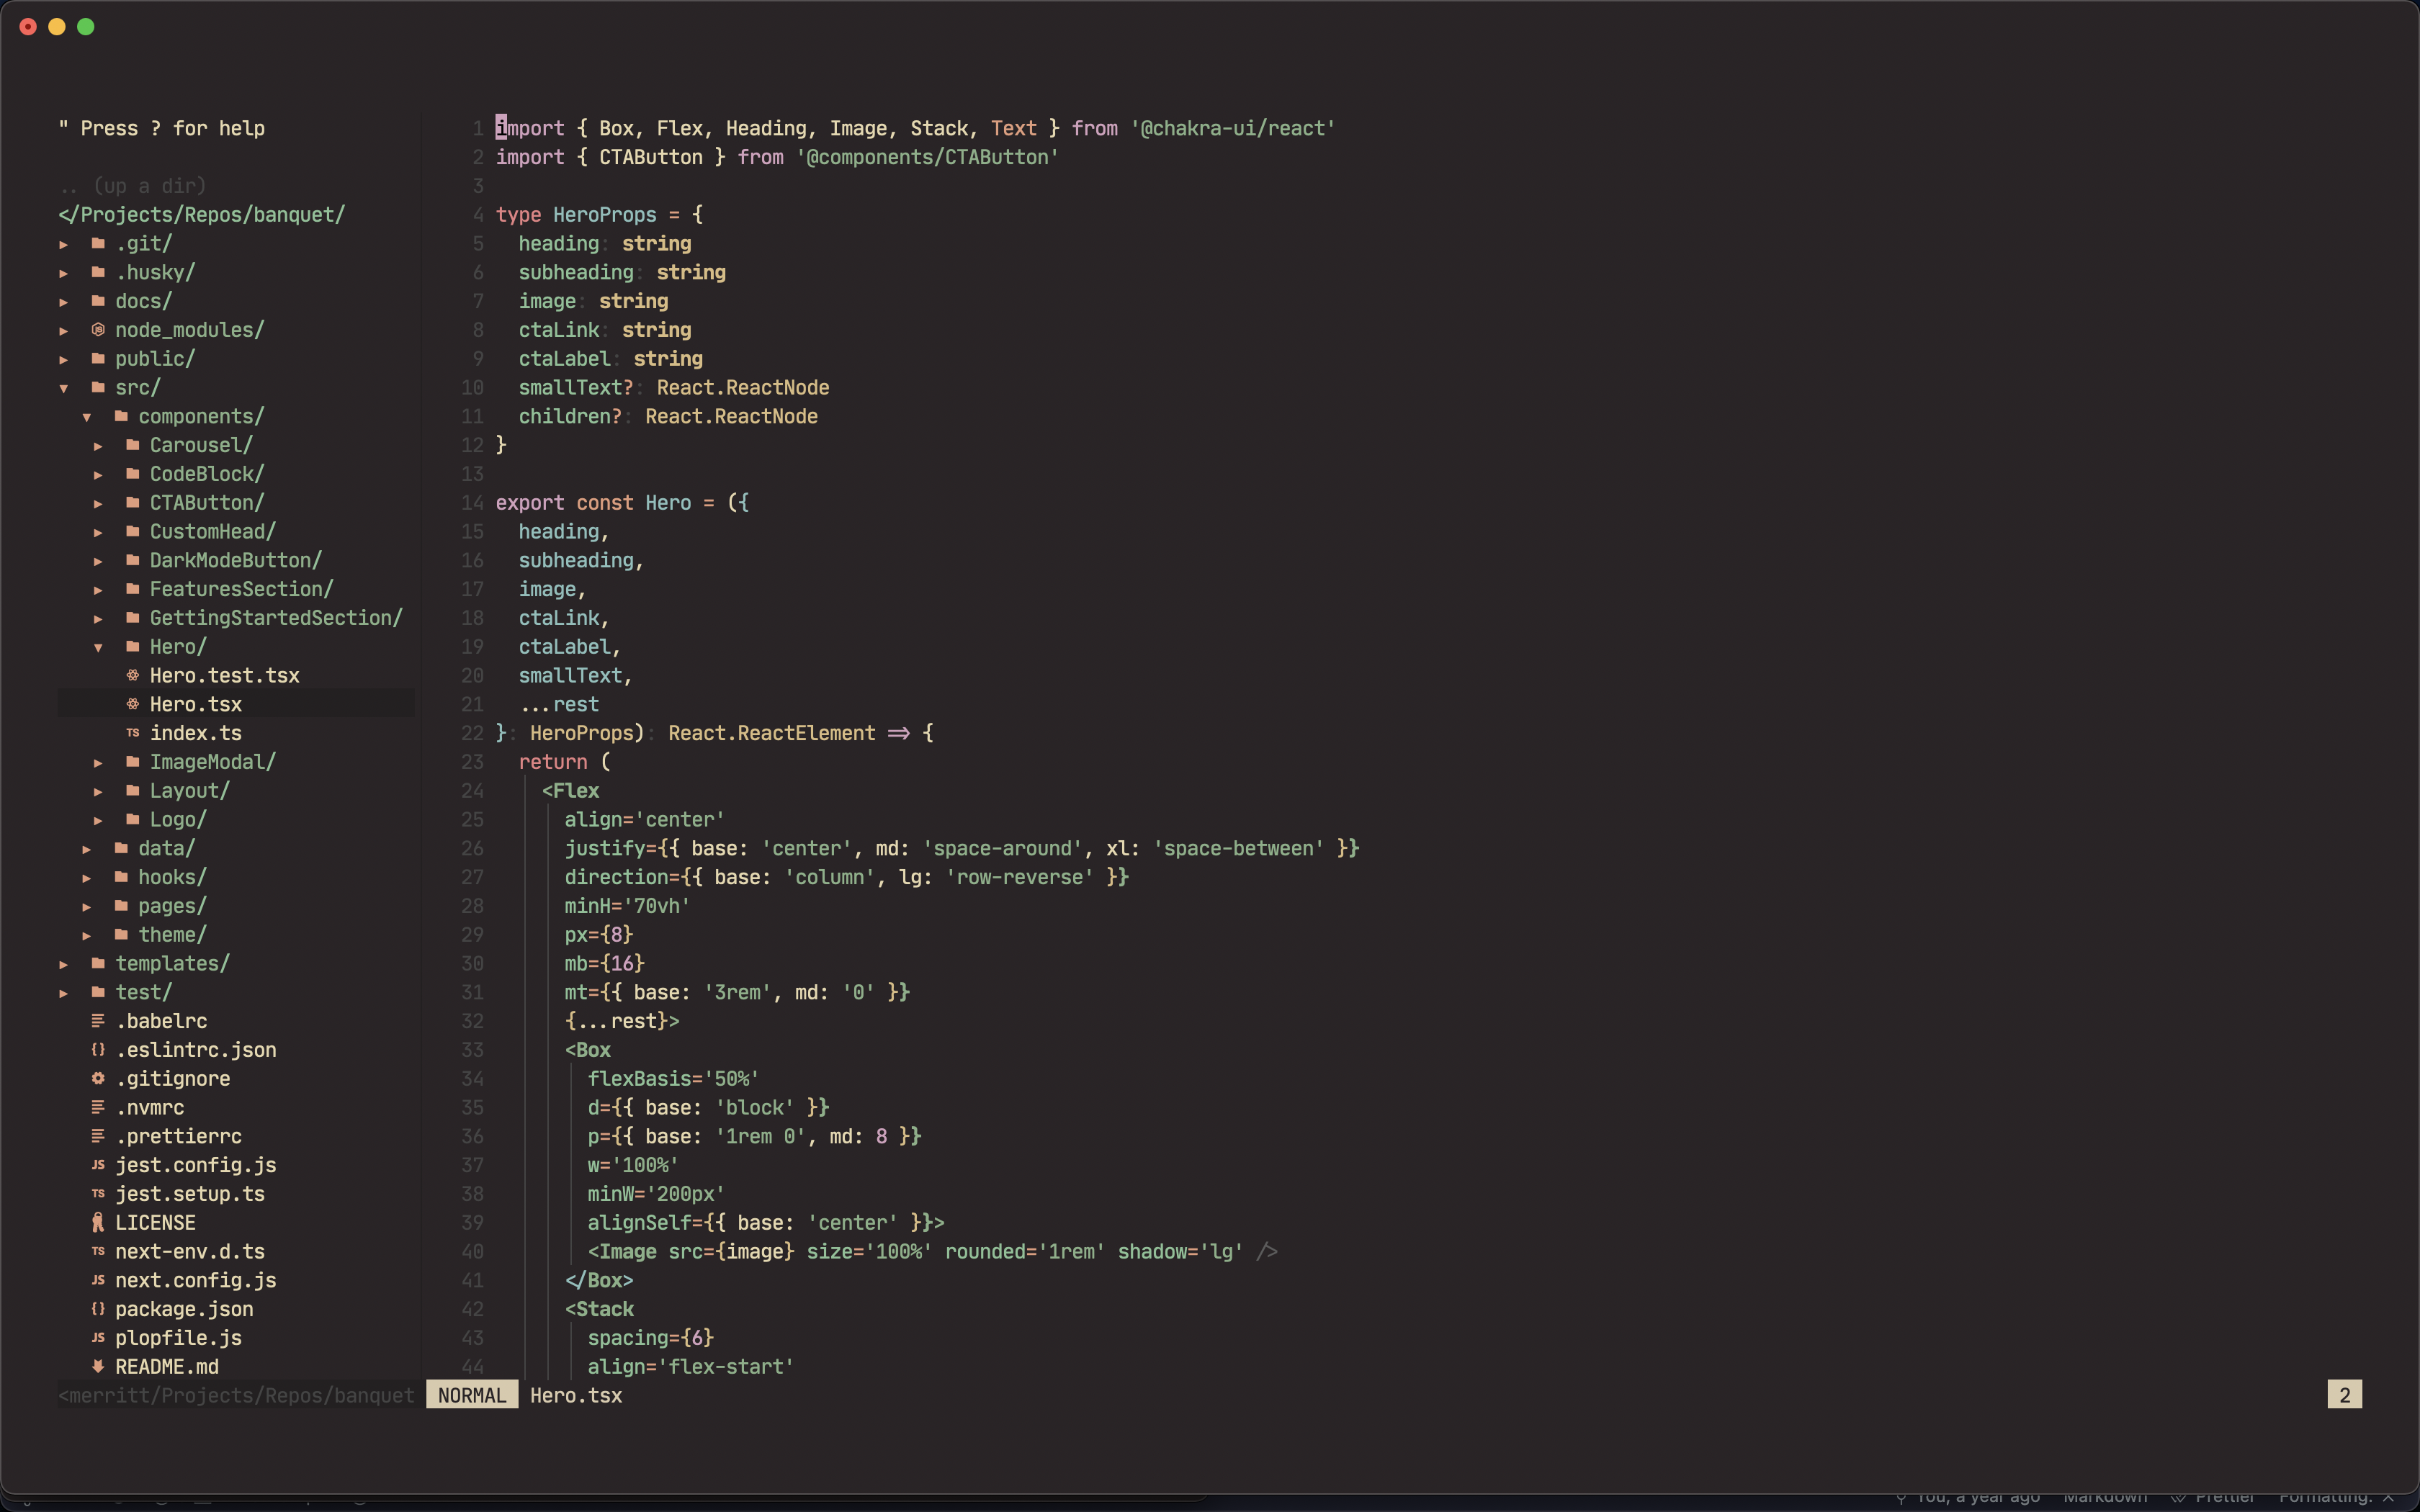 " Press ? for help
.. (up a dir)
</Projects/Repos/banquet/
▸ .git/
▸ .husky/
▸ docs/
▸ node_modules/
▸ public/
▾ src/
▾ components/
▸ Carousel/
▸ CodeBlock/
▸ CTAButton/
▸ CustomHead/
▸ DarkModeButton/
▸ FeaturesSection/
▸ GettingStartedSection/
▾ Hero/
Hero.test.tsx
Hero.tsx
TS index.ts
▸ ImageModal/
▸ Layout/
▸ Logo/
▸ data/
▸ hooks/
▸ pages/
▸ theme/
▸ templates/
▸ test/
.babelrc
{} .eslintrc.json
.gitignore
.nvmrc
.prettierrc
JS jest.config.js
TS jest.setup.ts
LICENSE
TS next-env.d.ts
JS next.config.js
{} package.json
JS plopfile.js
README.md
<merritt/Projects/Repos/banquet
1 import { Box, Flex, Heading, Image, Stack, Text } from '@chakra-ui/react'
2 import { CTAButton } from '@components/CTAButton'
3
4 type HeroProps = {
5   heading: string
6   subheading: string
7   image: string
8   ctaLink: string
9   ctaLabel: string
10   smallText?: React.ReactNode
11   children?: React.ReactNode
12 }
13
14 export const Hero = ({
15   heading,
16   subheading,
17   image,
18   ctaLink,
19   ctaLabel,
20   smallText,
21   ...rest
22 }: HeroProps): React.ReactElement => {
23   return (
24     <Flex
25       align='center'
26       justify={{ base: 'center', md: 'space-around', xl: 'space-between' }}
27       direction={{ base: 'column', lg: 'row-reverse' }}
28       minH='70vh'
29       px={8}
30       mb={16}
31       mt={{ base: '3rem', md: '0' }}
32       {...rest}>
33       <Box
34         flexBasis='50%'
35         d={{ base: 'block' }}
36         p={{ base: '1rem 0', md: 8 }}
37         w='100%'
38         minW='200px'
39         alignSelf={{ base: 'center' }}>
40         <Image src={image} size='100%' rounded='1rem' shadow='lg' />
41       </Box>
42       <Stack
43         spacing={6}
44         align='flex-start'
NORMAL Hero.tsx
2
You, a year ago Markdown Prettier Formatting: ×